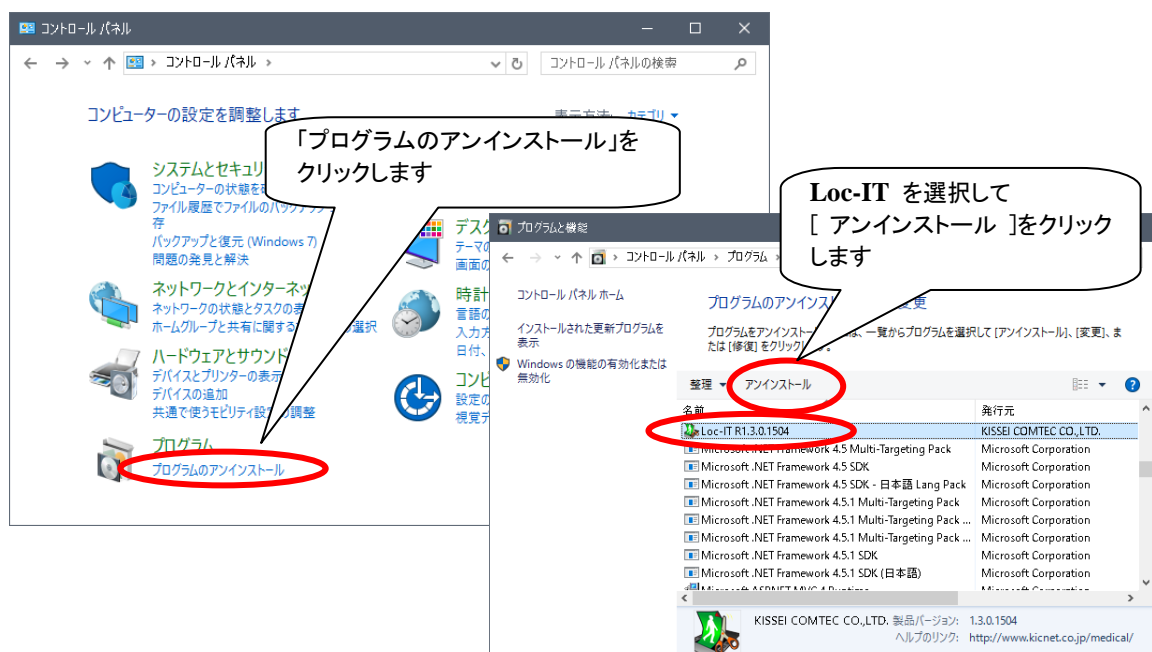 コントロール パネル
コントロール パネル
コントロール パネルの検索
コンピューターの設定を調整します
表示方法: カテゴリ
「プログラムのアンインストール」を
クリックします
システムとセキュリ
コンピューターの状態を
ファイル履歴でファイルのバックアップ
存
バックアップと復元 (Windows 7)
問題の発見と解決
ネットワークとインターネッ
ネットワークの状態とタスクの表
ホームグループと共有に関する
の選択
ハードウェアとサウンド
デバイスとプリンターの表示
デバイスの追加
共通で使うモビリティ設定の調整
プログラム
プログラムのアンインストール
デスク
テーマの
画面の
時計
言語の
入力方
日付、
コンピ
設定の
視覚デ
Loc-IT を選択して
[ アンインストール ]をクリック
します
プログラムと機能
コントロール パネル
プログラム
コントロール パネル ホーム
インストールされた更新プログラムを
表示
Windows の機能の有効化または
無効化
プログラムのアンインス
変更
プログラムをアンインストー
は、一覧からプログラムを選択して [アンインストール]、[変更]、ま
たは [修復] をクリックします。
整理
アンインストール
名前
発行元
Loc-IT R1.3.0.1504
KISSEI COMTEC CO.,LTD.
Microsoft .NET Framework 4.5 Multi-Targeting Pack
Microsoft Corporation
Microsoft .NET Framework 4.5 SDK
Microsoft Corporation
Microsoft .NET Framework 4.5 SDK - 日本語 Lang Pack
Microsoft Corporation
Microsoft .NET Framework 4.5.1 Multi-Targeting Pack
Microsoft Corporation
Microsoft .NET Framework 4.5.1 Multi-Targeting Pack ...
Microsoft Corporation
Microsoft .NET Framework 4.5.1 Multi-Targeting Pack ...
Microsoft Corporation
Microsoft .NET Framework 4.5.1 SDK
Microsoft Corporation
Microsoft .NET Framework 4.5.1 SDK (日本語)
Microsoft Corporation
Microsoft ASP.NET MVC 4 Runtime
Microsoft Corporation
KISSEI COMTEC CO.,LTD. 製品バージョン: 1.3.0.1504
ヘルプのリンク: http://www.kicnet.co.jp/medical/